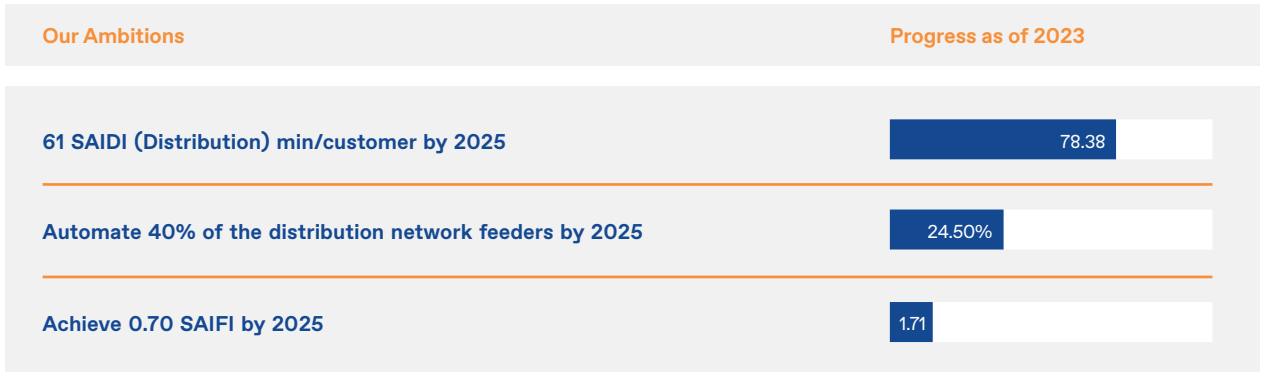 Our Ambitions
Progress as of 2023
61 SAIDI (Distribution) min/customer by 2025
78.38
Automate 40% of the distribution network feeders by 2025
24.50%
Achieve 0.70 SAIFI by 2025
1.71